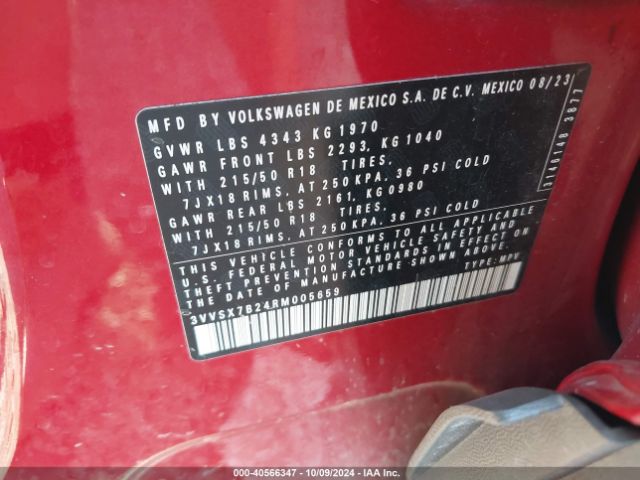 MFD BY VOLKSWAGEN DE MEXICO S.A. DE C.V. MEXICO 08/23
GVWR LBS 4343 KG 1970
GAWR FRONT LBS 2293, KG 1040
WITH 215/50 R18 TIRES,
7JX18 RIMS, AT 250 KPA, 36 PSI COLD
GAWR REAR LBS 2161, KG0980
WITH 215/50 R18 TIRES,
7JX18 RIMS, AT 250 KPA, 36 PSI COLD
THIS VEHICLE CONFORMS TO ALL APPLICABLE
U.S. FEDERAL MOTOR VEHICLE SAFETY AND
THEFT PREVENTION STANDARDS IN EFFECT ON
THE DATE OF MANUFACTURE SHOWN ABOVE.
TYPE:MPV
3VVSX7B24RM005659
3146148 3877
000-40566347 | 10/09/2024 | IAA Inc.